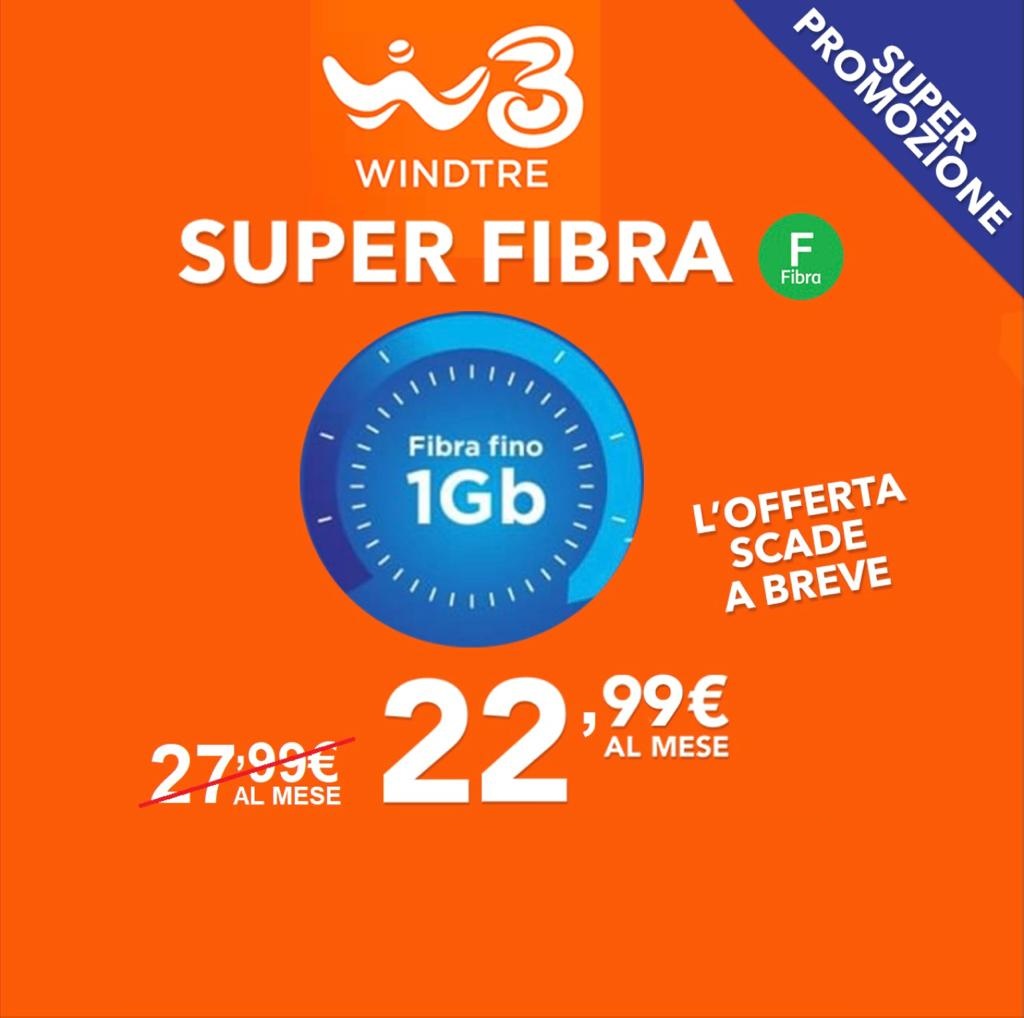 SUPER
PROMOZIONE
W3
WINDTRE
SUPER FIBRA
F
Fibra
Fibra fino
1Gb
L'OFFERTA
SCADE
A BREVE
27,99€
AL MESE
22,99€
AL MESE